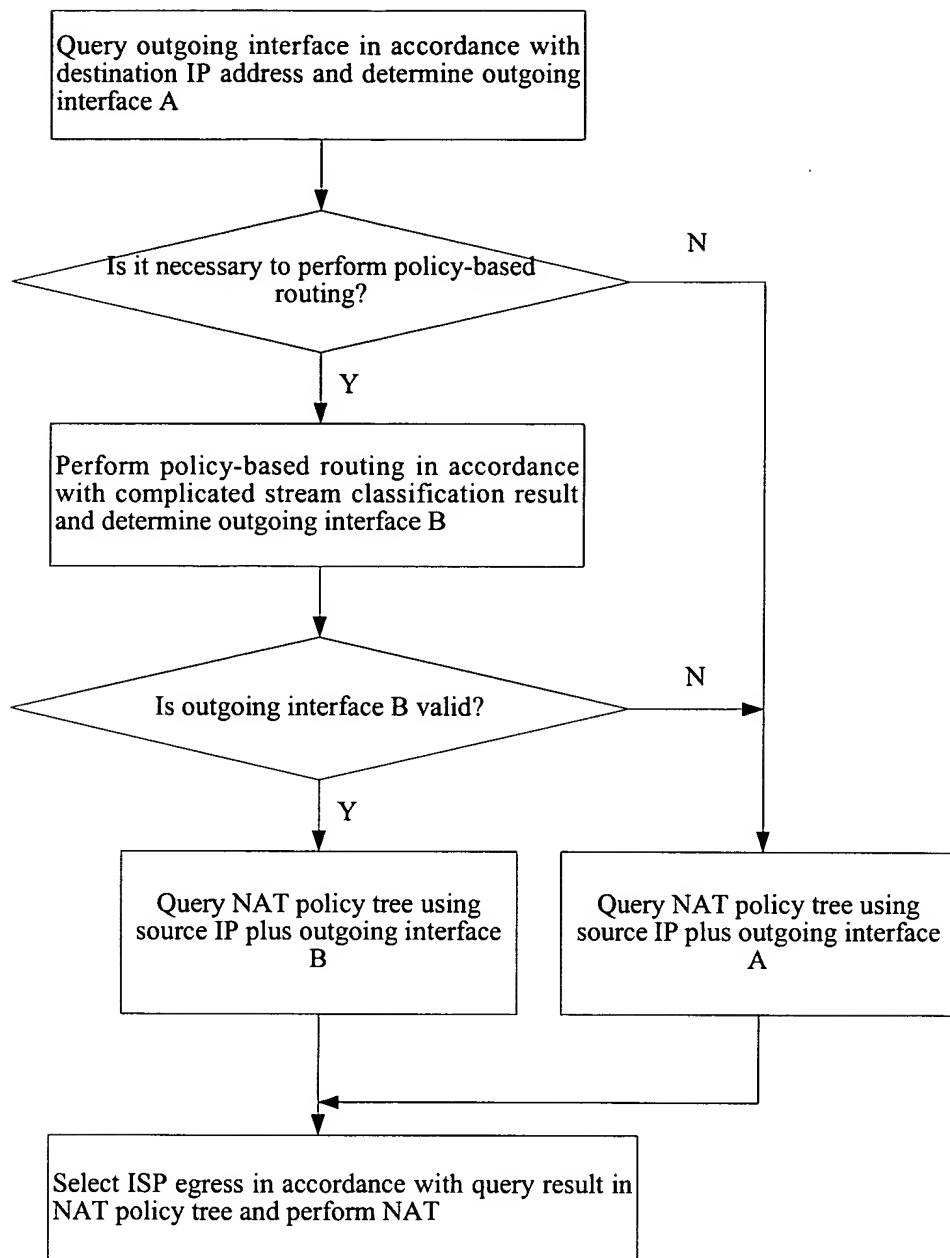 Query outgoing interface in accordance with
destination IP address and determine outgoing
interface A
N
Is it necessary to perform policy-based
routing?
Y
Perform policy-based routing in accordance
with complicated stream classification result
and determine outgoing interface B
N
Is outgoing interface B valid?
Y
Query NAT policy tree using
source IP plus outgoing interface
B
Query NAT policy tree using
source IP plus outgoing interface
A
Select ISP egress in accordance with query result in
NAT policy tree and perform NAT